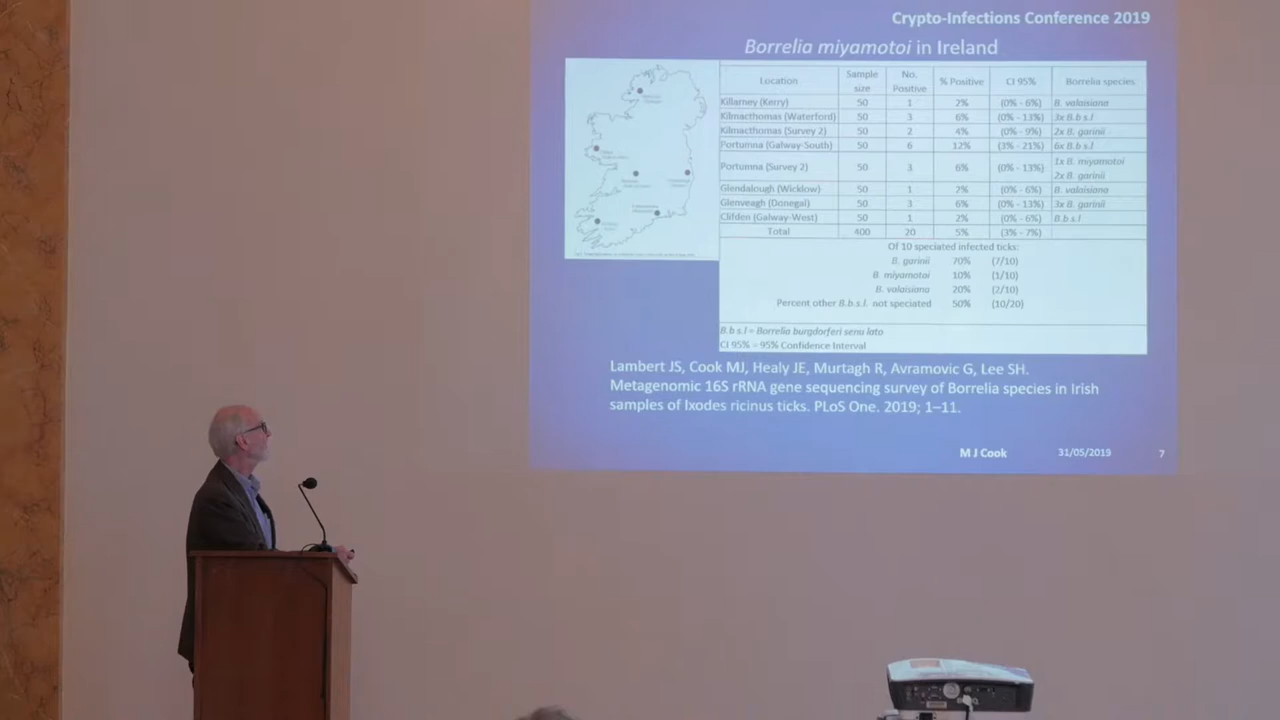 Crypto-Infections Conference 2019
Borrelia miyamotoi in Ireland
Location Sample size No. Positive % Positive CI 95% Borrelia species
Killarney (Kerry) 50 1 2% (0% - 6%) B. valaisiana
Kilmacthomas (Waterford) 50 3 6% (0% - 13%) 3x B.b s.l
Kilmacthomas (Survey 2) 50 2 4% (0% - 9%) 2x B. garinii
Portumna (Galway-South) 50 6 12% (3% - 21%) 6x B.b s.l
Portumna (Survey 2) 50 3 6% (0% - 13%) 1x B. miyamotoi
2x B. garinii
Glendalough (Wicklow) 50 1 2% (0% - 6%) B. valaisiana
Glenveagh (Donegal) 50 3 6% (0% - 13%) 3x B. garinii
Clifden (Galway-West) 50 1 2% (0% - 6%) B.b s.l
Total 400 20 5% (3% - 7%)
Of 10 speciated infected ticks:
B. garinii 70% (7/10)
B. miyamotoi 10% (1/10)
B. valaisiana 20% (2/10)
Percent other B.b s.l. not speciated 50% (10/20)
B.b s.l = Borrelia burgdorferi senu lato
CI 95% = 95% Confidence Interval
Lambert JS, Cook MJ, Healy JE, Murtagh R, Avramovic G, Lee SH.
Metagenomic 16S rRNA gene sequencing survey of Borrelia species in Irish
samples of Ixodes ricinus ticks. PLoS One. 2019; 1–11.
M J Cook 31/05/2019 7